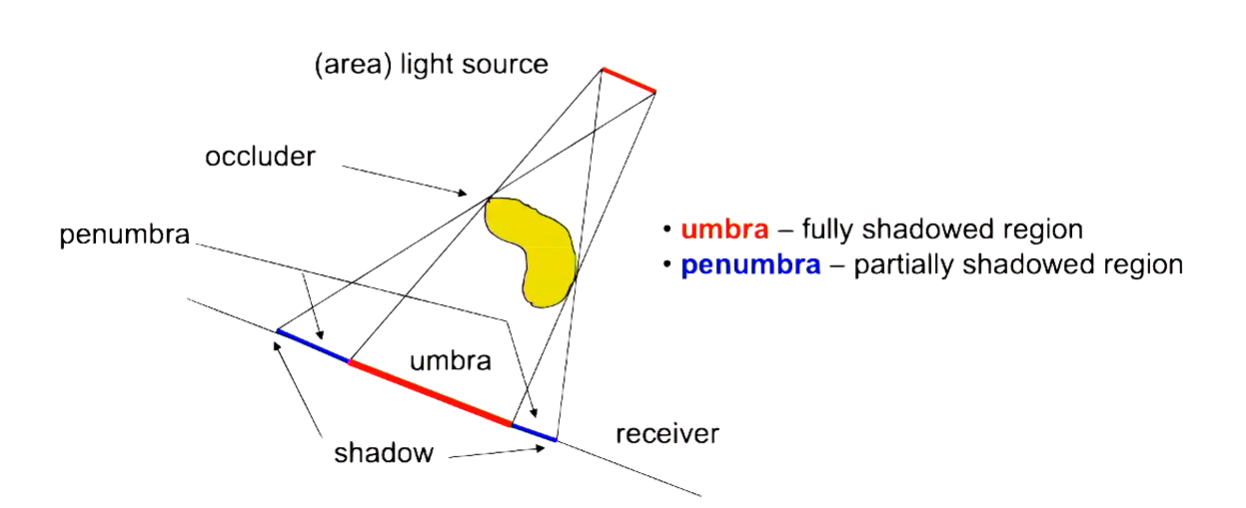 (area) light source
occluder
penumbra
• umbra – fully shadowed region
• penumbra – partially shadowed region
umbra
receiver
shadow